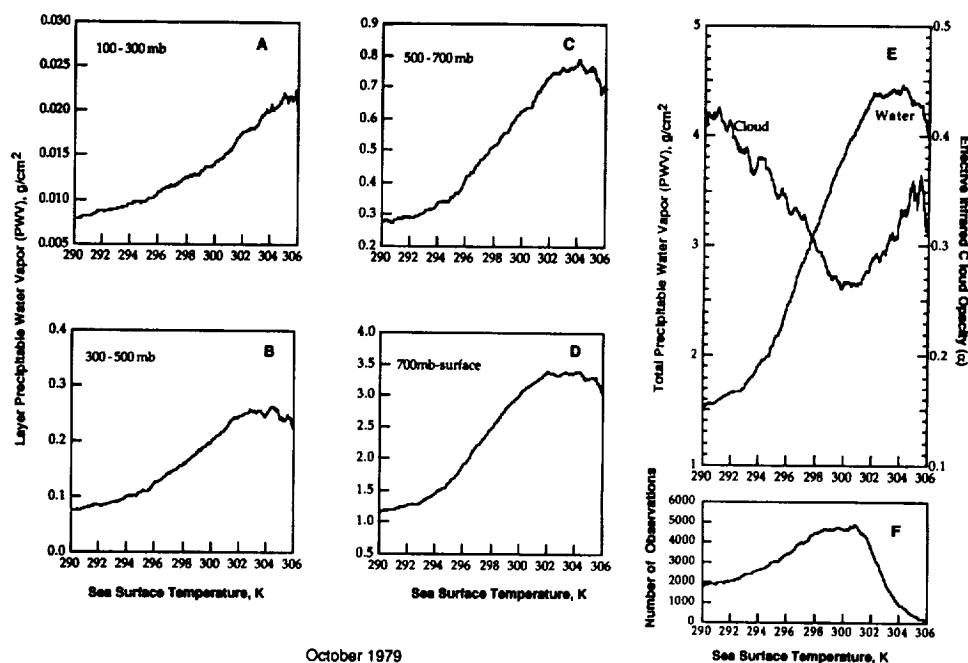 Layer Precipitable Water Vapor (PWV), g/cm²
A
100 - 300 mb
0.030
0.025
0.020
0.015
0.010
0.005
0.000
290 292 294 296 298 300 302 304 306
B
300 - 500 mb
0.4
0.3
0.2
0.1
0.0
290 292 294 296 298 300 302 304 306
Sea Surface Temperature, K
C
500 - 700 mb
0.9
0.8
0.7
0.6
0.5
0.4
0.3
0.2
290 292 294 296 298 300 302 304 306
D
700mb-surface
4.0
3.5
3.0
2.5
2.0
1.5
1.0
0.5
290 292 294 296 298 300 302 304 306
Sea Surface Temperature, K
E
Total Precipitable Water Vapor (PWV), g/cm²
5
4
3
2
1
Cloud
Water
0.5
0.4
0.3
0.2
0.1
Effective Infrared Cloud Opacity (α)
290 292 294 296 298 300 302 304 306
Sea Surface Temperature, K
F
Number of Observations
6000
5000
4000
3000
2000
1000
0
290 292 294 296 298 300 302 304 306
Sea Surface Temperature, K
October 1979